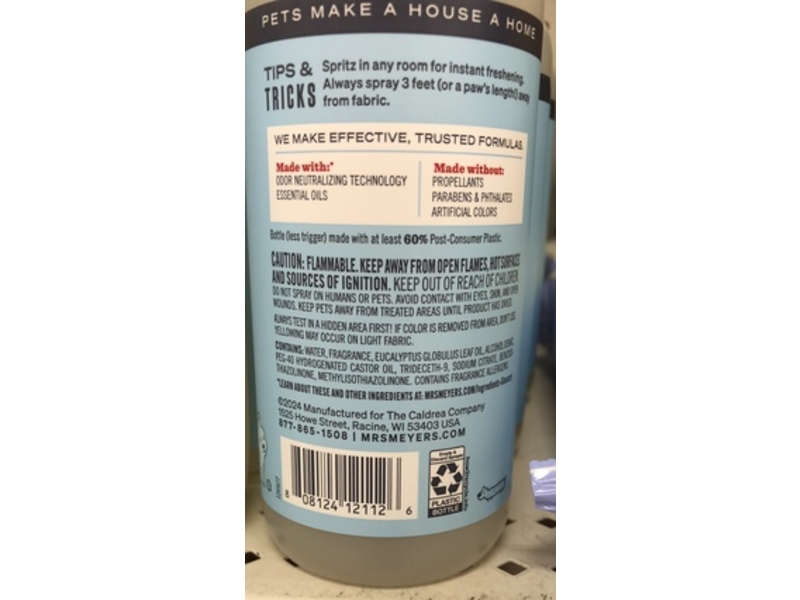 PETS MAKE A HOUSE A HOME
TIPS & TRICKS
Spritz in any room for instant freshening.
Always spray 3 feet (or a paw's length!) away
from fabric.
WE MAKE EFFECTIVE, TRUSTED FORMULAS.
Made with:*
ODOR NEUTRALIZING TECHNOLOGY
ESSENTIAL OILS
Made without:
PROPELLANTS
PARABENS & PHTHALATES
ARTIFICIAL COLORS
Bottle (less trigger) made with at least 60% Post-Consumer Plastic.
CAUTION: FLAMMABLE. KEEP AWAY FROM OPEN FLAMES, HOT SURFACES
AND SOURCES OF IGNITION. KEEP OUT OF REACH OF CHILDREN.
DO NOT SPRAY ON HUMANS OR PETS. AVOID CONTACT WITH EYES, SKIN, AND OPEN
WOUNDS. KEEP PETS AWAY FROM TREATED AREAS UNTIL PRODUCT HAS DRIED.
ALWAYS TEST IN A HIDDEN AREA FIRST! IF COLOR IS REMOVED FROM AREA, DON'T USE.
YELLOWING MAY OCCUR ON LIGHT FABRIC.
CONTAINS: WATER, FRAGRANCE, EUCALYPTUS GLOBULUS LEAF OIL, ALCOHOL DENAT,
PEG-40 HYDROGENATED CASTOR OIL, TRIDECETH-9, SODIUM CITRATE, BENZISO-
THIAZOLINONE, METHYLISOTHIAZOLINONE. CONTAINS FRAGRANCE ALLERGENS.
*LEARN ABOUT THESE AND OTHER INGREDIENTS AT: MRSMEYERS.COM/
©2024 Manufactured for The Caldrea Company
1525 Howe Street, Racine, WI 53403 USA
877-865-1508 | MRSMEYERS.COM
8 08124 12112 6
Empty &
PLASTIC
BOTTLE